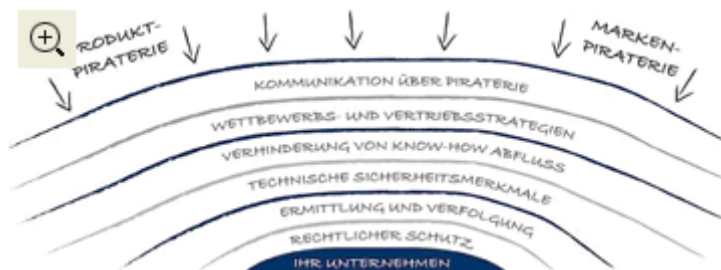 RODUKT-
PIRATERIE
MARKEN-
PIRATERIE
KOMMUNIKATION ÜBER PIRATERIE
WETTBEWERBS- UND VERTRIEBSSTRATEGIEN
VERHINDERUNG VON KNOW-HOW ABFLUSS
TECHNISCHE SICHERHEITSMERKMALE
ERMITTLUNG UND VERFOLGUNG
RECHTLICHER SCHUTZ
IHR UNTERNEHMEN